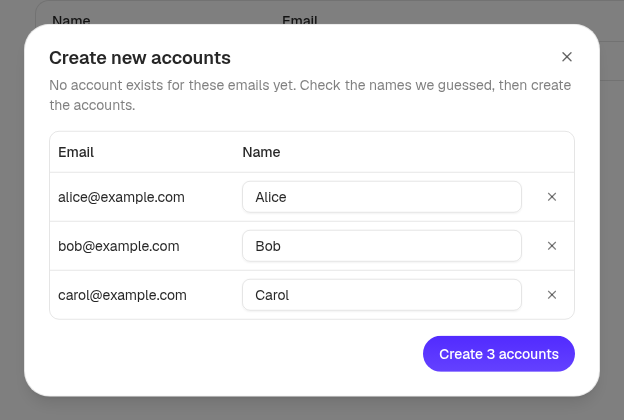 Name Email
Create new accounts
No account exists for these emails yet. Check the names we guessed, then create
the accounts.
Email Name
alice@example.com Alice
bob@example.com Bob
carol@example.com Carol
Create 3 accounts